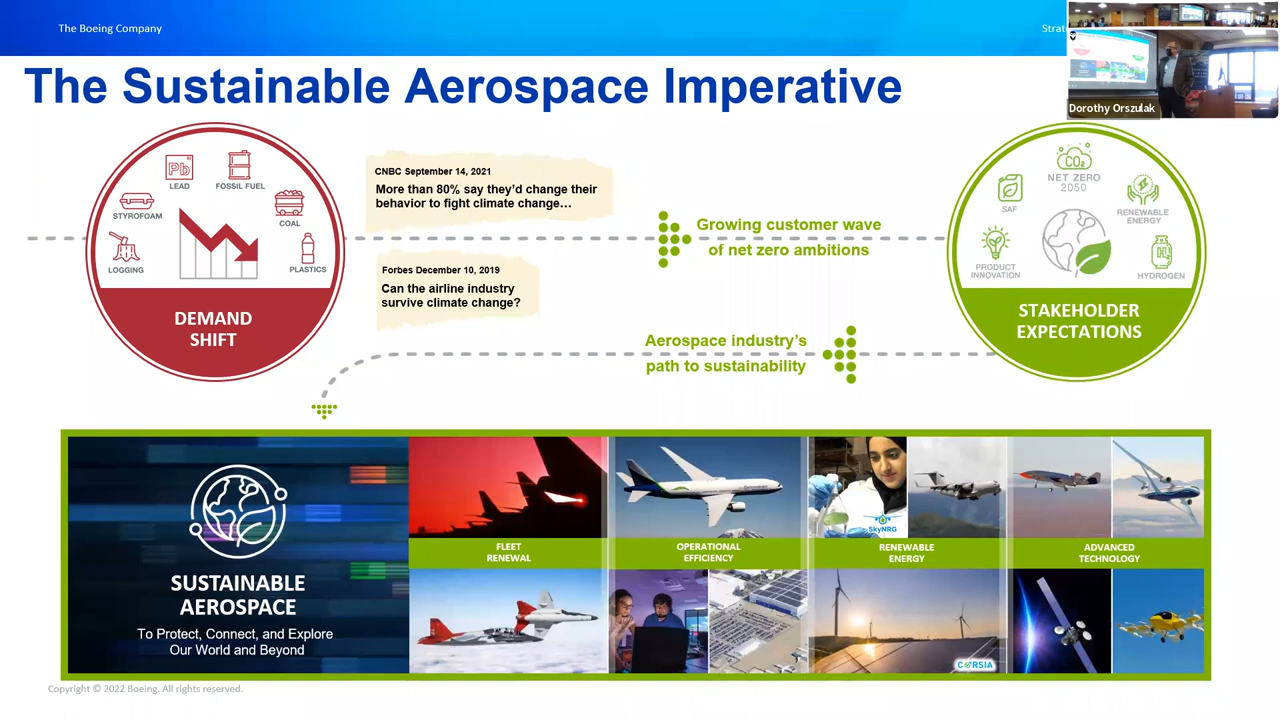 The Boeing Company
Strat
Dorothy Orszulak
The Sustainable Aerospace Imperative
Pb
LEAD
FOSSIL FUEL
STYROFOAM
COAL
LOGGING
PLASTICS
DEMAND
SHIFT
CNBC September 14, 2021
More than 80% say they'd change their
behavior to fight climate change…
Forbes December 10, 2019
Can the airline industry
survive climate change?
Growing customer wave
of net zero ambitions
Aerospace industry's
path to sustainability
CO2
NET ZERO
2050
SAF
RENEWABLE
ENERGY
PRODUCT
INNOVATION
H2
HYDROGEN
STAKEHOLDER
EXPECTATIONS
SUSTAINABLE
AEROSPACE
To Protect, Connect, and Explore
Our World and Beyond
SkyNRG
FLEET
RENEWAL
OPERATIONAL
EFFICIENCY
RENEWABLE
ENERGY
ADVANCED
TECHNOLOGY
CORSIA
Copyright © 2022 Boeing. All rights reserved.